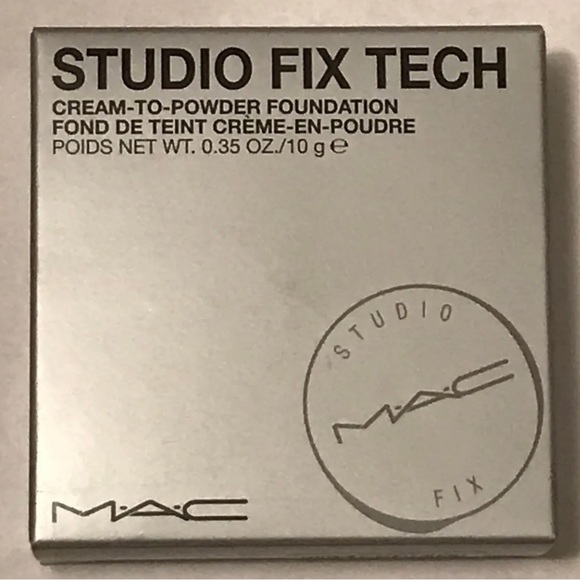 STUDIO FIX TECH
CREAM-TO-POWDER FOUNDATION
FOND DE TEINT CRÈME-EN-POUDRE
POIDS NET WT. 0.35 OZ./10 g ℮
STUDIO
M·A·C
FIX
M·A·C